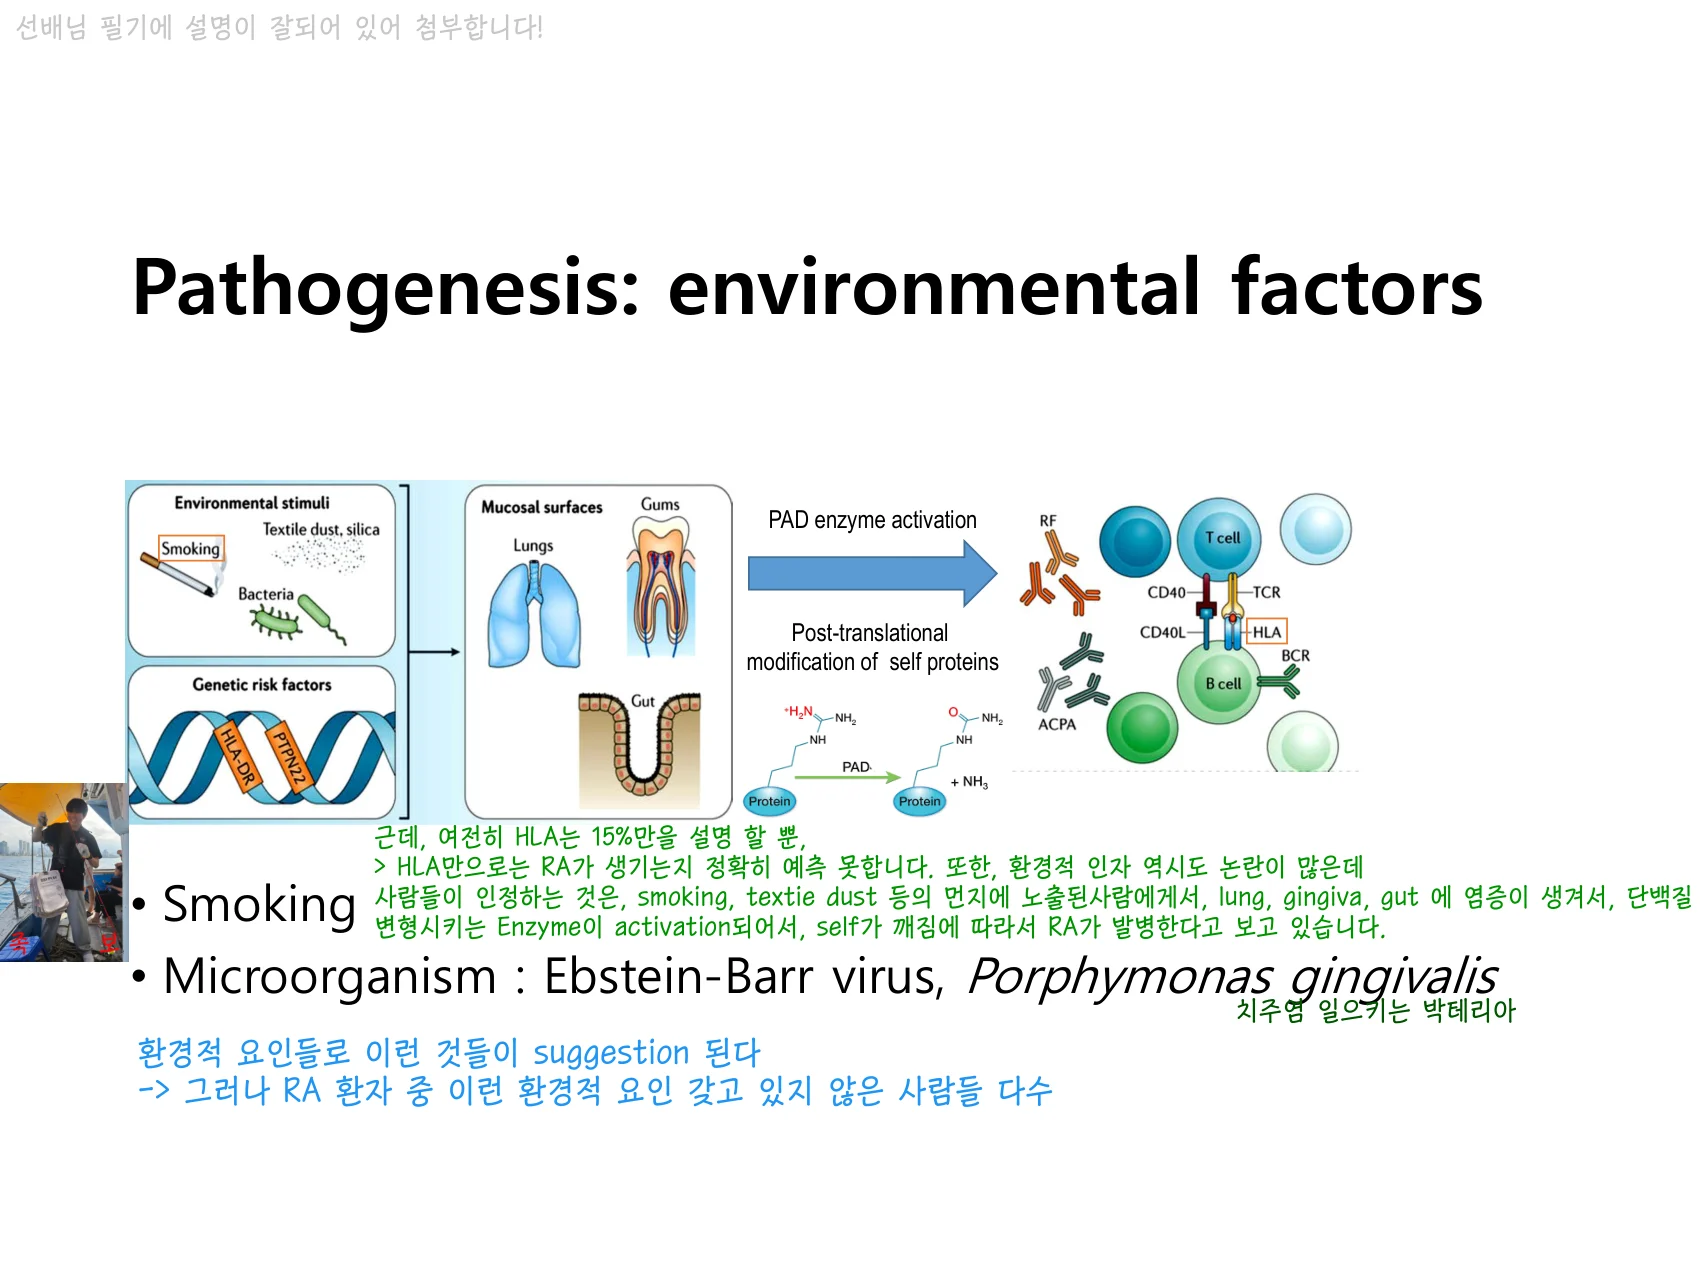 선배님 필기에 설명이 잘되어 있어 첨부합니다!
Pathogenesis: environmental factors
Environmental stimuli
Textile dust, silica
Smoking
Bacteria
Genetic risk factors
HLA-DR
PTPN22
Mucosal surfaces
Gums
Lungs
Gut
PAD enzyme activation
Post-translational
modification of self proteins
+H2N
NH2
NH
PAD
Protein
O
NH2
NH
+ NH3
Protein
RF
T cell
CD40
TCR
CD40L
HLA
BCR
B cell
ACPA
근데, 여전히 HLA는 15%만을 설명 할 뿐,
> HLA만으로는 RA가 생기는지 정확히 예측 못합니다. 또한, 환경적 인자 역시도 논란이 많은데
사람들이 인정하는 것은, smoking, textie dust 등의 먼지에 노출된사람에게서, lung, gingiva, gut 에 염증이 생겨서, 단백질
변형시키는 Enzyme이 activation되어서, self가 깨짐에 따라서 RA가 발병한다고 보고 있습니다.
• Smoking
• Microorganism : Ebstein-Barr virus, Porphymonas gingivalis
치주염 일으키는 박테리아
환경적 요인들로 이런 것들이 suggestion 된다
-> 그러나 RA 환자 중 이런 환경적 요인 갖고 있지 않은 사람들 다수
족보